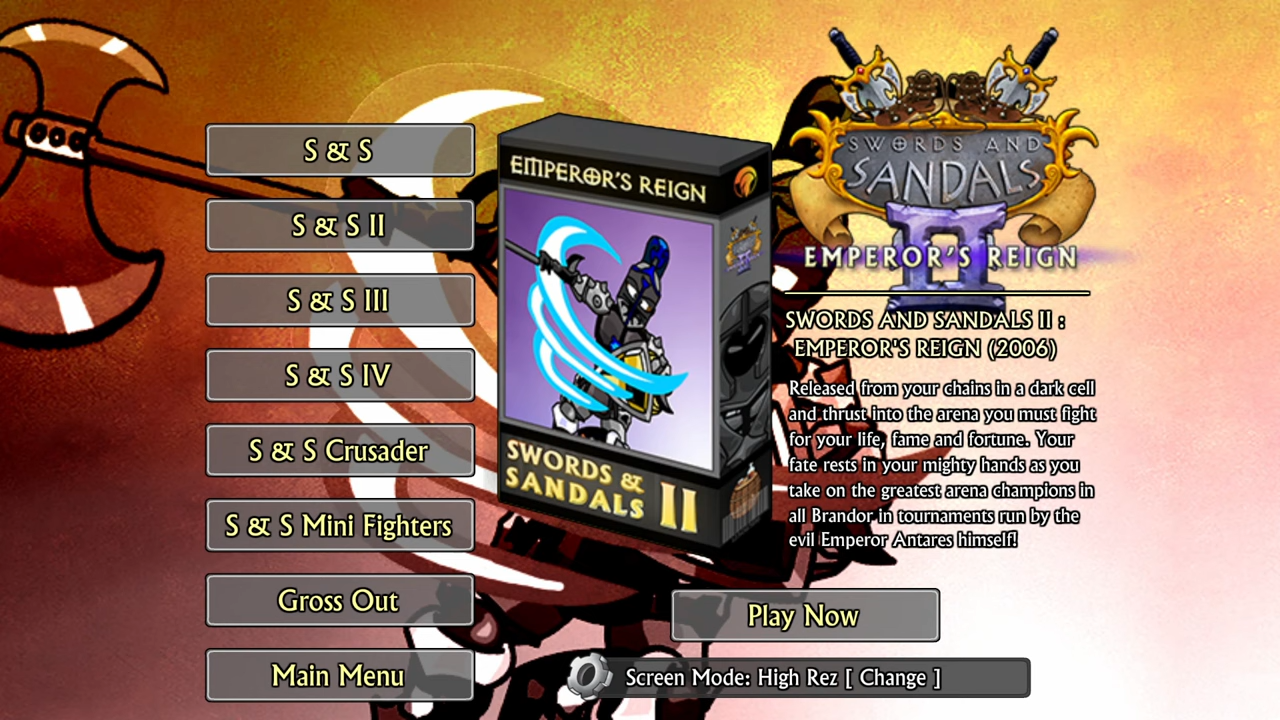 S & S
S & S II
S & S III
S & S IV
S & S Crusader
S & S Mini Fighters
Gross Out
Main Menu
EMPEROR'S REIGN
SWORDS &
SANDALS II
SWORDS AND
SANDALS
II
EMPEROR'S REIGN
SWORDS AND SANDALS II :
EMPEROR'S REIGN (2006)
Released from your chains in a dark cell
and thrust into the arena you must fight
for your life, fame and fortune. Your
fate rests in your mighty hands as you
take on the greatest arena champions in
all Brandor in tournaments run by the
evil Emperor Antares himself!
Play Now
Screen Mode: High Rez [ Change ]